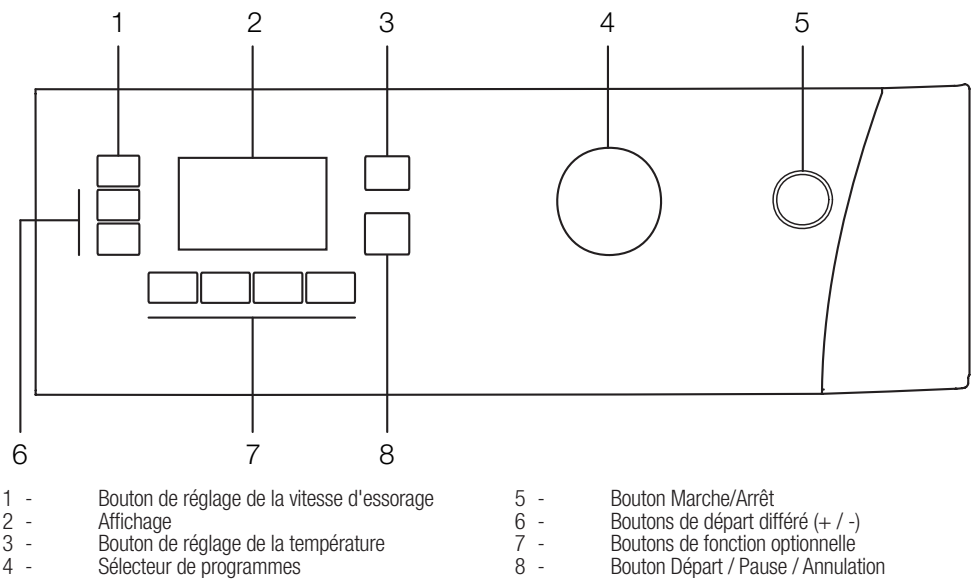 1 2 3 4 5
6 7 8
1 - Bouton de réglage de la vitesse d'essorage
2 - Affichage
3 - Bouton de réglage de la température
4 - Sélecteur de programmes
5 - Bouton Marche/Arrêt
6 - Boutons de départ différé (+ / -)
7 - Boutons de fonction optionnelle
8 - Bouton Départ / Pause / Annulation